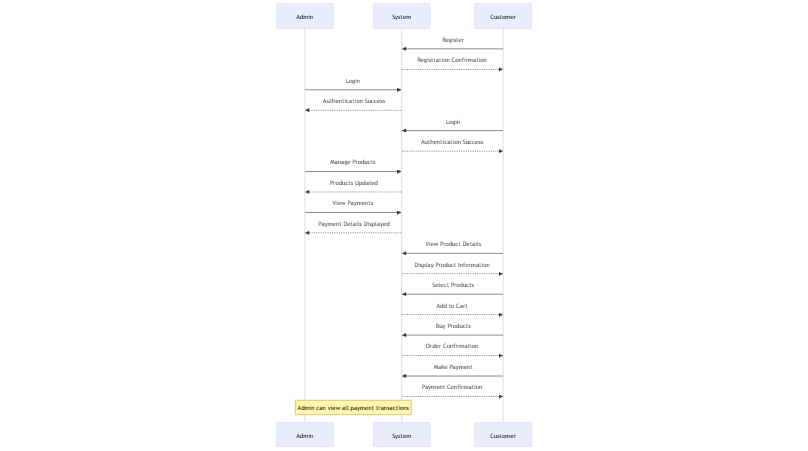 Admin
System
Customer
Register
Registration Confirmation
Login
Authentication Success
Login
Authentication Success
Manage Products
Products Updated
View Payments
Payment Details Displayed
View Product Details
Display Product Information
Select Products
Add to Cart
Buy Products
Order Confirmation
Make Payment
Payment Confirmation
Admin can view all payment transactions
Admin
System
Customer